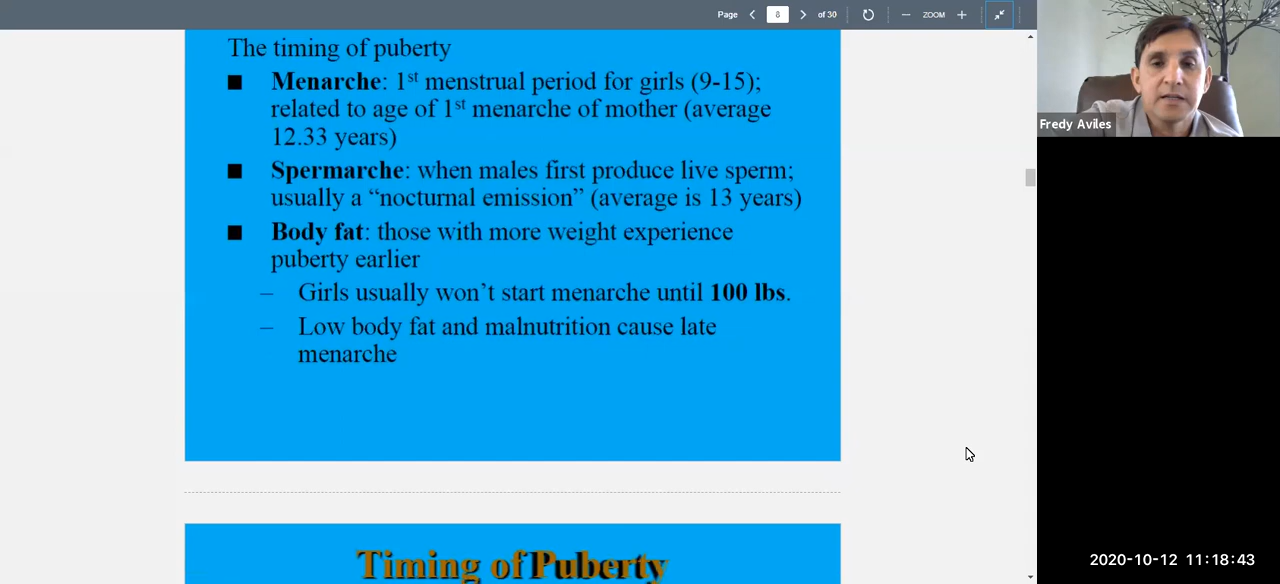 Page
8
of 30
ZOOM
The timing of puberty
Menarche: 1st menstrual period for girls (9-15);
related to age of 1st menarche of mother (average
12.33 years)
Spermarche: when males first produce live sperm;
usually a “nocturnal emission” (average is 13 years)
Body fat: those with more weight experience
puberty earlier
– Girls usually won’t start menarche until 100 lbs.
– Low body fat and malnutrition cause late
menarche
Timing of Puberty
Fredy Aviles
2020-10-12 11:18:43